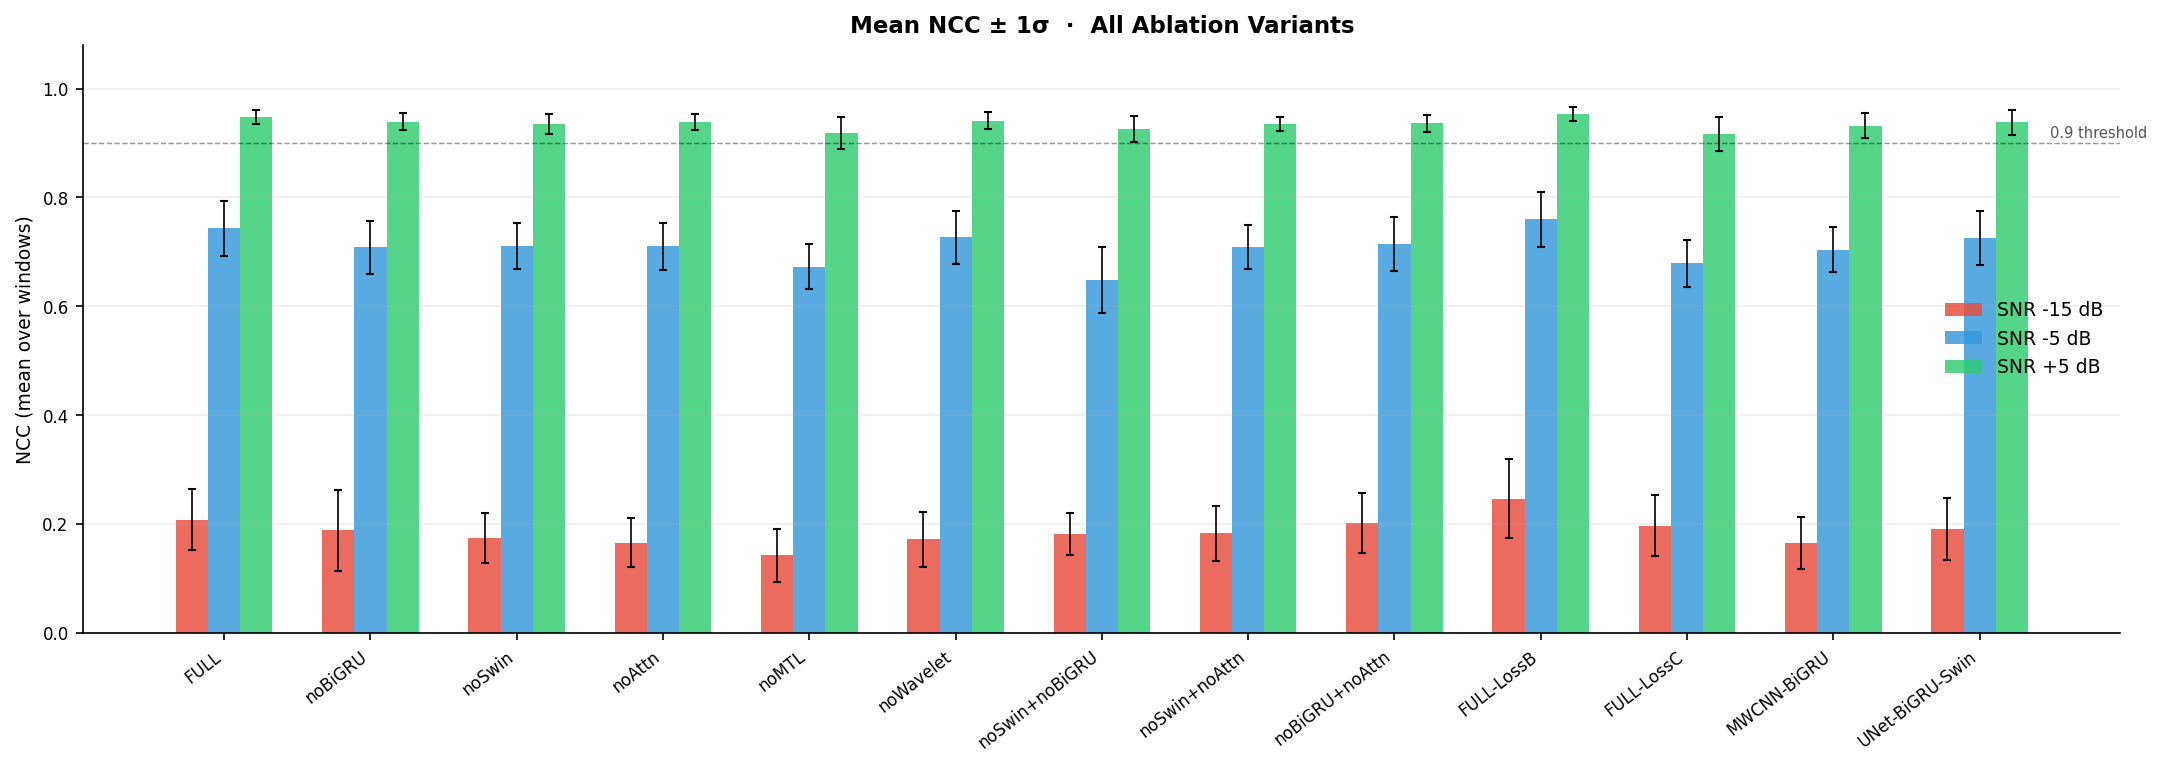 Mean NCC ± 1σ · All Ablation Variants
NCC (mean over windows)
1.0
0.8
0.6
0.4
0.2
0.0
0.9 threshold
SNR -15 dB
SNR -5 dB
SNR +5 dB
FULL
noBiGRU
noSwin
noAttn
noMTL
noWavelet
noSwin+noBiGRU
noSwin+noAttn
noBiGRU+noAttn
FULL-LossB
FULL-LossC
MWCNN-BiGRU
UNet-BiGRU-Swin